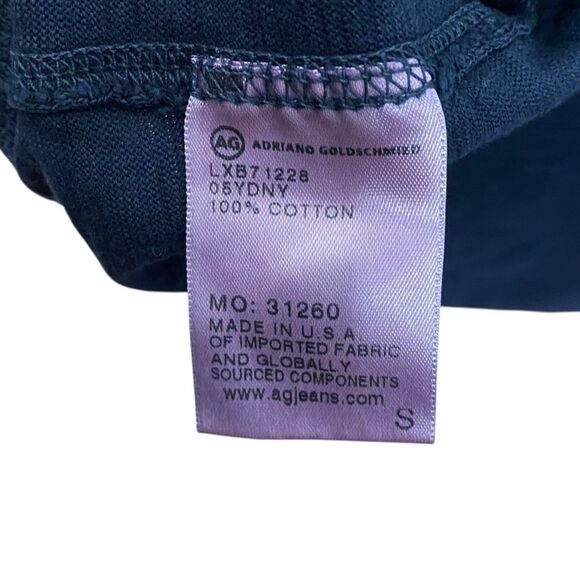 AG ADRIANO GOLDSCHMIED
LXB71228
05YDNY
100% COTTON
MO: 31260
MADE IN U.S.A
OF IMPORTED FABRIC
AND GLOBALLY
SOURCED COMPONENTS
www.agjeans.com
S